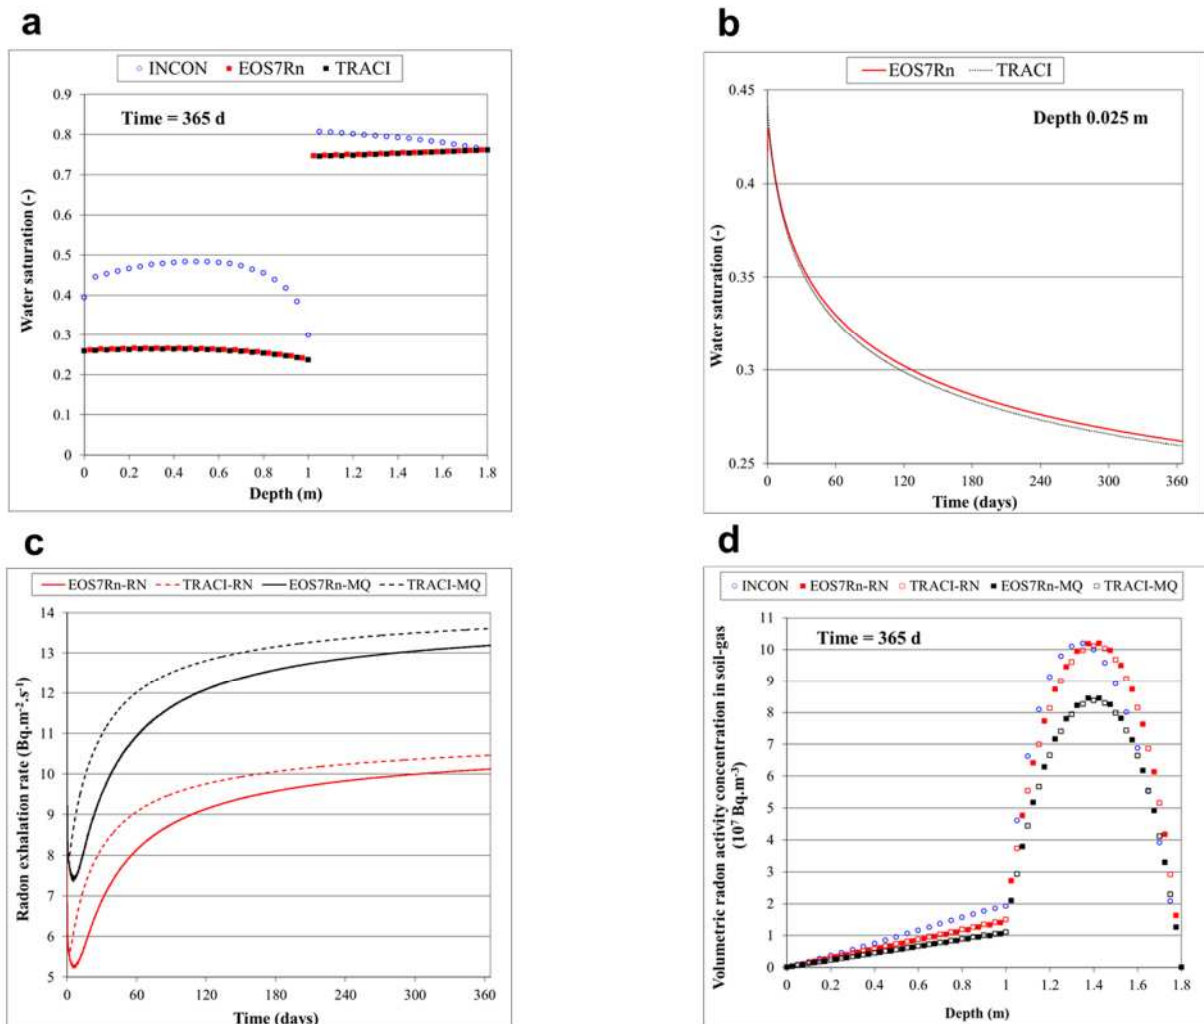 a
INCON EOS7Rn TRACI
Time = 365 d
Water saturation (-)
0.9
0.8
0.7
0.6
0.5
0.4
0.3
0.2
0.1
0
0 0.2 0.4 0.6 0.8 1 1.2 1.4 1.6 1.8
Depth (m)
b
EOS7Rn TRACI
Depth 0.025 m
Water saturation (-)
0.45
0.4
0.35
0.3
0.25
0 60 120 180 240 300 360
Time (days)
c
EOS7Rn-RN TRACI-RN EOS7Rn-MQ TRACI-MQ
Radon exhalation rate (Bq.m⁻².s⁻¹)
14
13
12
11
10
9
8
7
6
5
0 60 120 180 240 300 360
Time (days)
d
INCON EOS7Rn-RN TRACI-RN EOS7Rn-MQ TRACI-MQ
Time = 365 d
Volumetric radon activity concentration in soil-gas
(10⁷ Bq.m⁻³)
11
10
9
8
7
6
5
4
3
2
1
0
0 0.2 0.4 0.6 0.8 1 1.2 1.4 1.6 1.8
Depth (m)